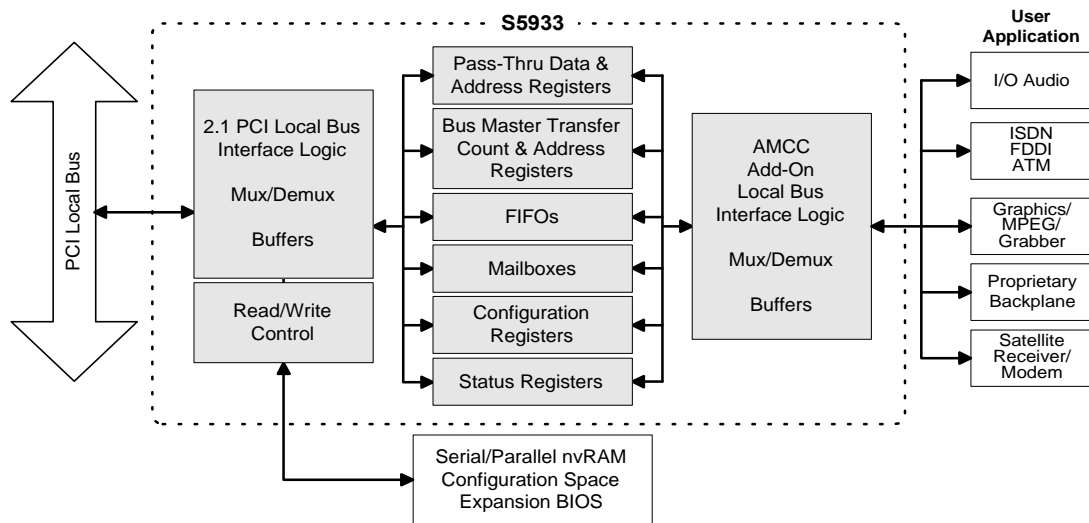 S5933
User
Application
PCI Local Bus
2.1 PCI Local Bus
Interface Logic
Mux/Demux
Buffers
Read/Write
Control
Pass-Thru Data &
Address Registers
Bus Master Transfer
Count & Address
Registers
FIFOs
Mailboxes
Configuration
Registers
Status Registers
AMCC
Add-On
Local Bus
Interface Logic
Mux/Demux
Buffers
I/O Audio
ISDN
FDDI
ATM
Graphics/
MPEG/
Grabber
Proprietary
Backplane
Satellite
Receiver/
Modem
Serial/Parallel nvRAM
Configuration Space
Expansion BIOS